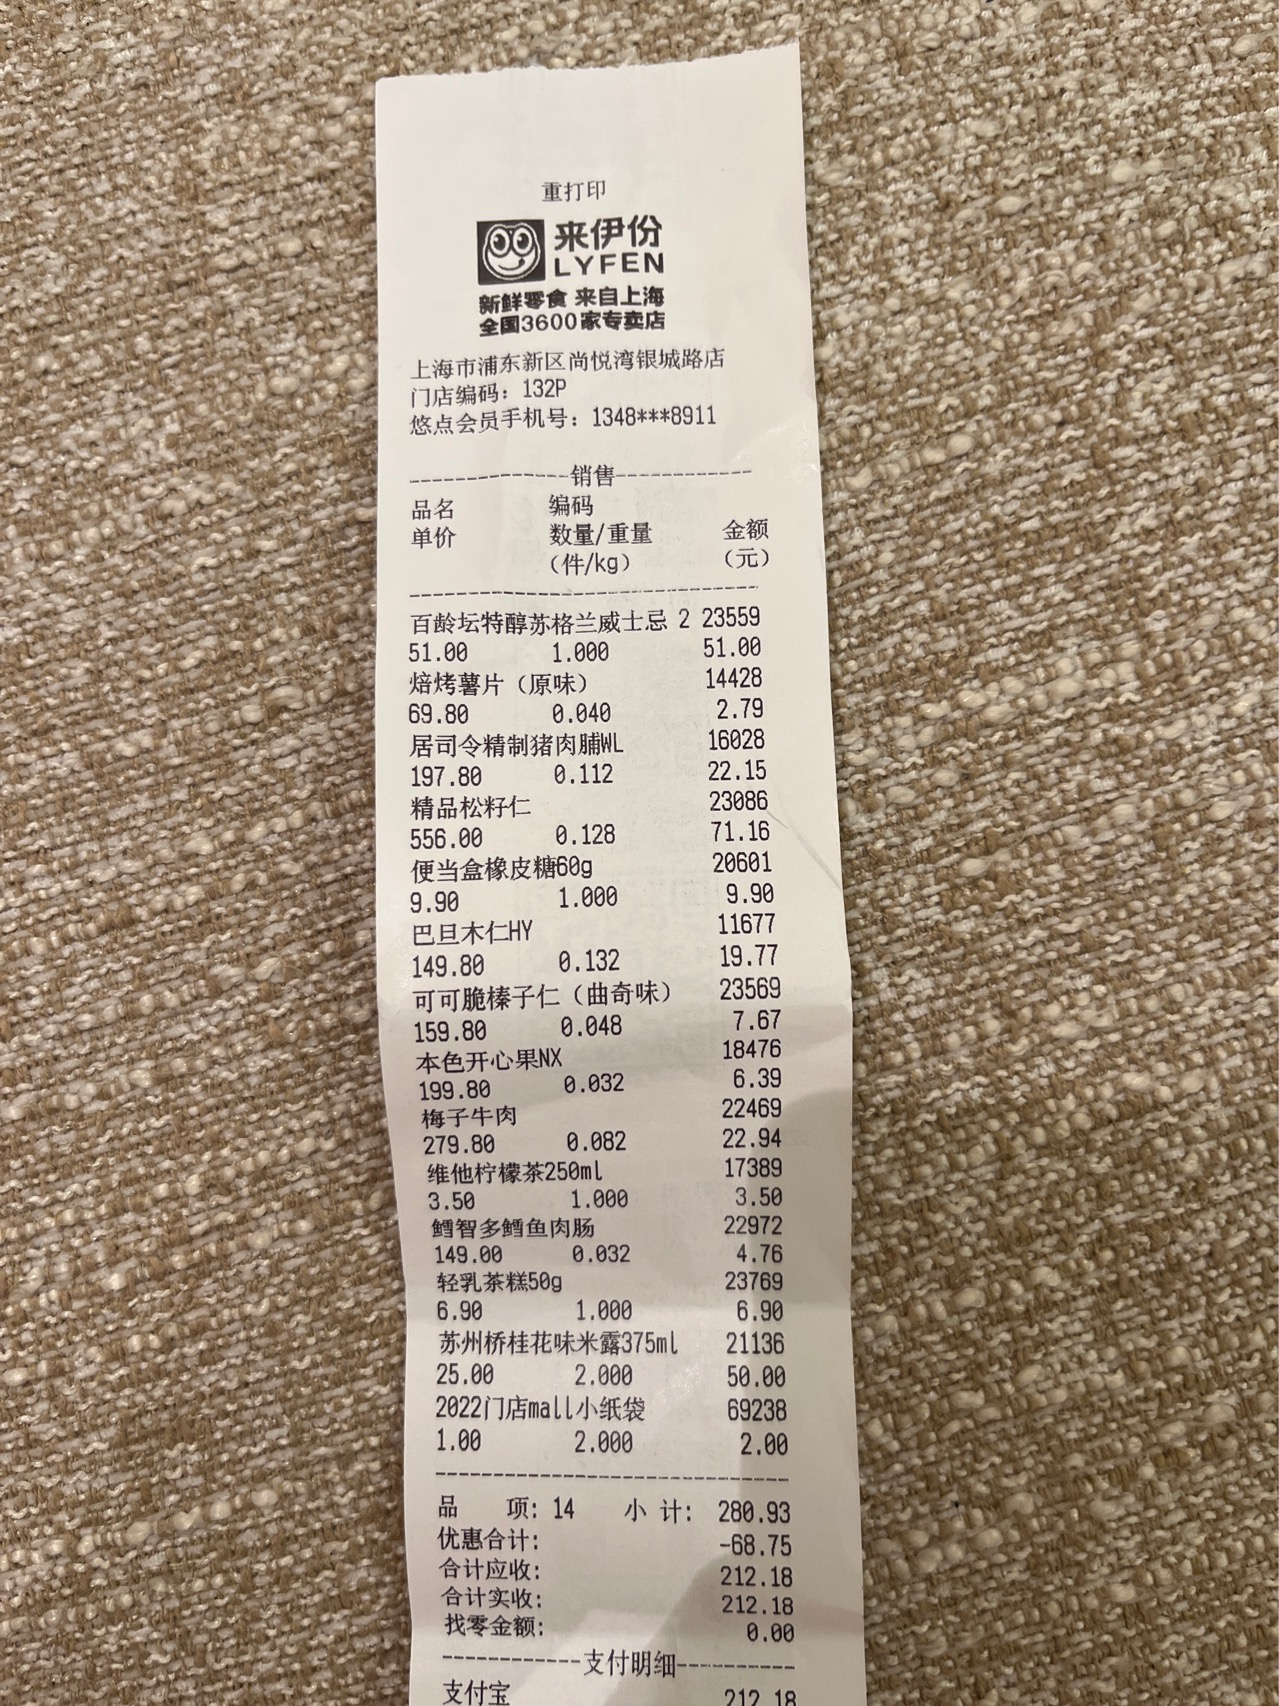 重打印
来伊份
LYFEN
新鲜零食 来自上海
全国3600家专卖店
上海市浦东新区尚悦湾银城路店
门店编码：132P
悠点会员手机号：1348***8911
--------------销售--------------
品名 编码
单价 数量/重量 金额
（件/kg） （元）
百龄坛特醇苏格兰威士忌 2 23559
51.00 1.000 51.00
焙烤薯片（原味） 14428
69.80 0.040 2.79
居司令精制猪肉脯WL 16028
197.80 0.112 22.15
精品松籽仁 23086
556.00 0.128 71.16
便当盒橡皮糖60g 20601
9.90 1.000 9.90
巴旦木仁HY 11677
149.80 0.132 19.77
可可脆榛子仁（曲奇味） 23569
159.80 0.048 7.67
本色开心果NX 18476
199.80 0.032 6.39
梅子牛肉 22469
279.80 0.082 22.94
维他柠檬茶250ml 17389
3.50 1.000 3.50
鳕智多鳕鱼肉肠 22972
149.00 0.032 4.76
轻乳茶糕50g 23769
6.90 1.000 6.90
苏州桥桂花味米露375ml 21136
25.00 2.000 50.00
2022门店mall小纸袋 69238
1.00 2.000 2.00
品 项: 14 小 计: 280.93
优惠合计: -68.75
合计应收: 212.18
合计实收: 212.18
找零金额: 0.00
------------支付明细----------
支付宝 212.18